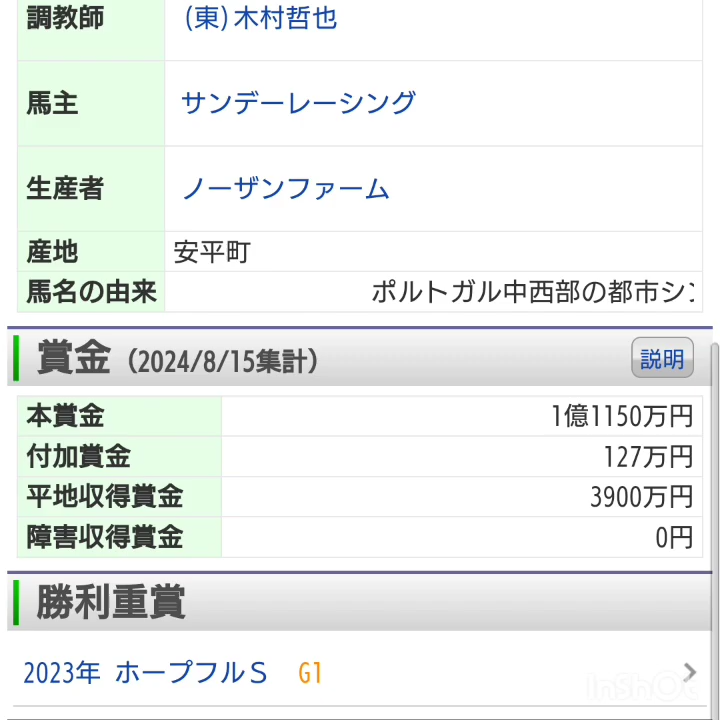 調教師 (東)木村哲也
馬主 サンデーレーシング
生産者 ノーザンファーム
産地 安平町
馬名の由来 ポルトガル中西部の都市シン
賞金 (2024/8/15集計) 説明
本賞金 1億1150万円
付加賞金 127万円
平地収得賞金 3900万円
障害収得賞金 0円
勝利重賞
2023年 ホープフルS G1